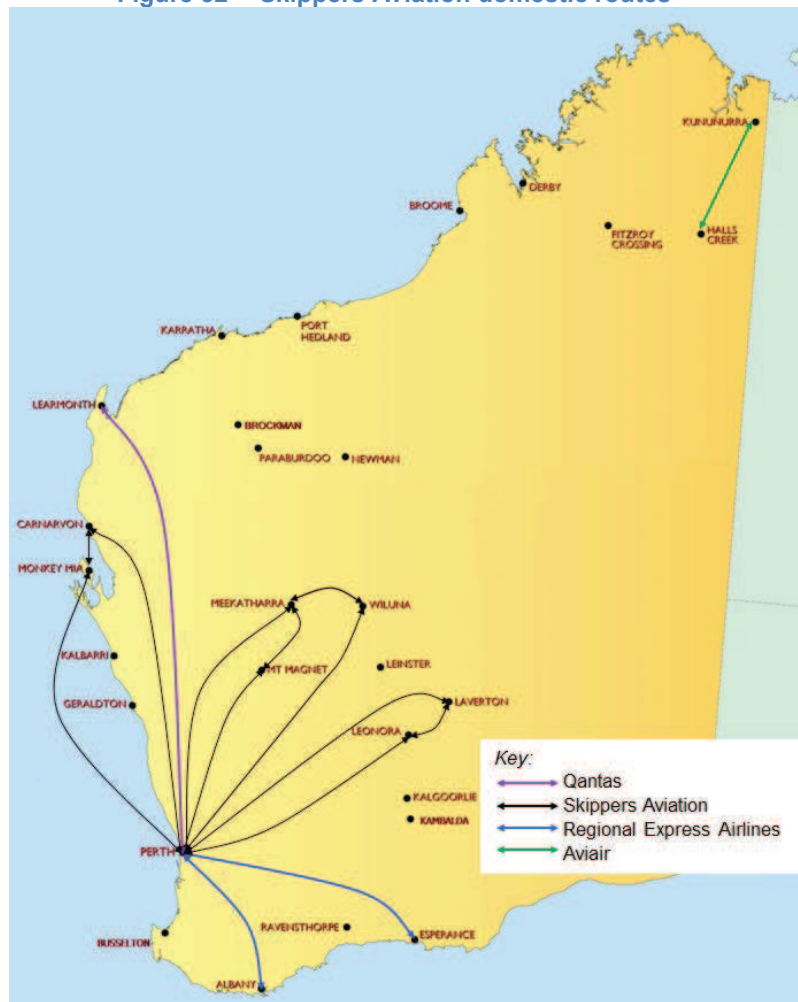 Figure 32 - Skippers Aviation domestic routes
KUNUNURRA
DERBY
BROOME
FITZROY
CROSSING
HALLS
CREEK
PORT
HEDLAND
KARRATHA
LEARMONTH
BROCKMAN
PARABURDOO
NEWMAN
CARNARVON
MONKEY MIA
MEEKATHARRA
WILUNA
KALBARRI
MT MAGNET
LEINSTER
GERALDTON
LAVERTON
LEONORA
Key:
Qantas
Skippers Aviation
Regional Express Airlines
Aviair
KALGOORLIE
KAMBALDA
PERTH
RAVENSTHORPE
ESPERANCE
BUSSELTON
ALBANY